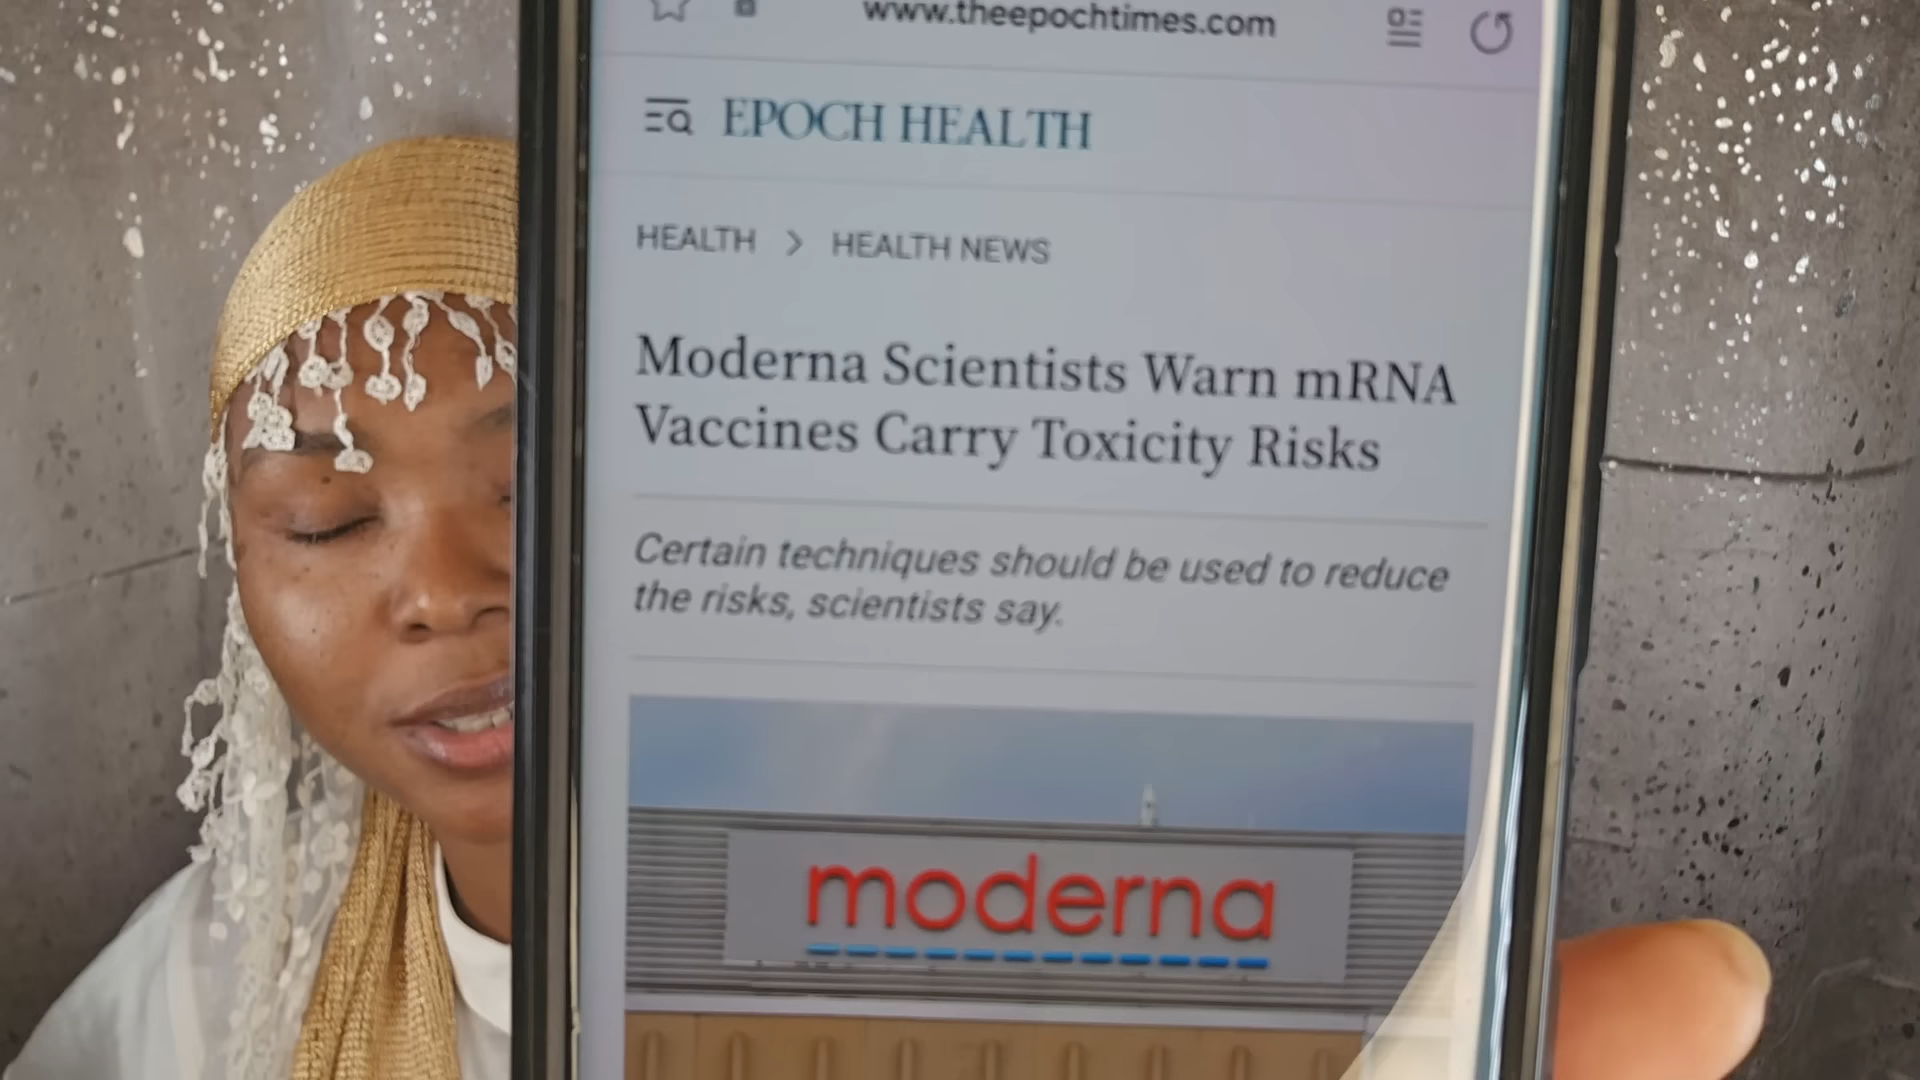 www.theepochtimes.com
EPOCH HEALTH
HEALTH > HEALTH NEWS
Moderna Scientists Warn mRNA
Vaccines Carry Toxicity Risks
Certain techniques should be used to reduce
the risks, scientists say.
moderna